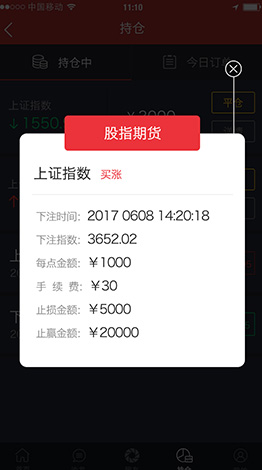 中国移动
11:10
持仓
持仓中
今日订单
上证指数
平仓
↓1550
¥3000
股指期货
上证指数 买涨
下注时间: 2017 0608 14:20:18
下注指数: 3652.02
每点金额: ¥1000
手 续 费: ¥30
止损金额: ¥5000
止赢金额: ¥20000